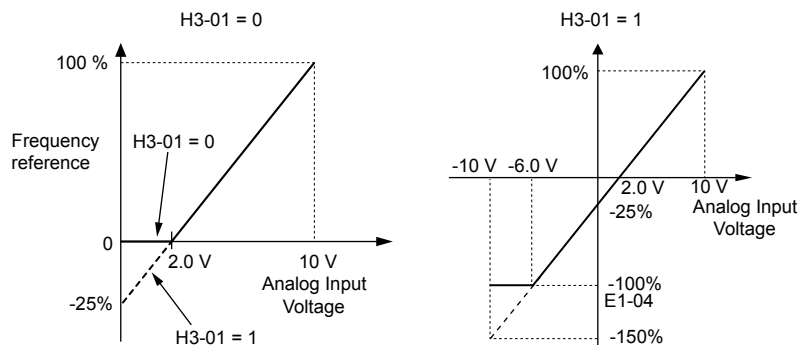 H3-01 = 0
100 %
Frequency
reference
H3-01 = 0
0
2.0 V
10 V
Analog Input
Voltage
-25%
H3-01 = 1
H3-01 = 1
100%
-10 V
-6.0 V
2.0 V
10 V
Analog Input
Voltage
-25%
-100%
E1-04
-150%